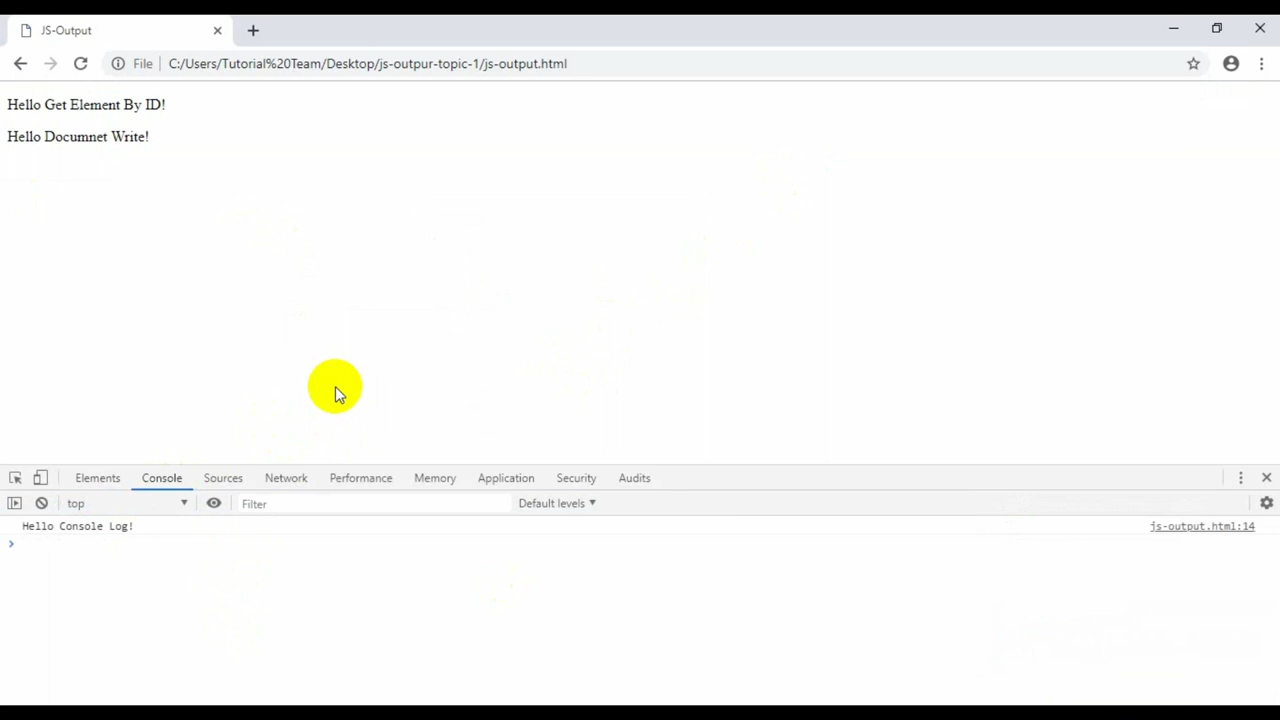 JS-Output
File C:/Users/Tutorial%20Team/Desktop/js-outpur-topic-1/js-output.html
Hello Get Element By ID!
Hello Documnet Write!
Elements Console Sources Network Performance Memory Application Security Audits
top Filter Default levels
Hello Console Log! js-output.html:14